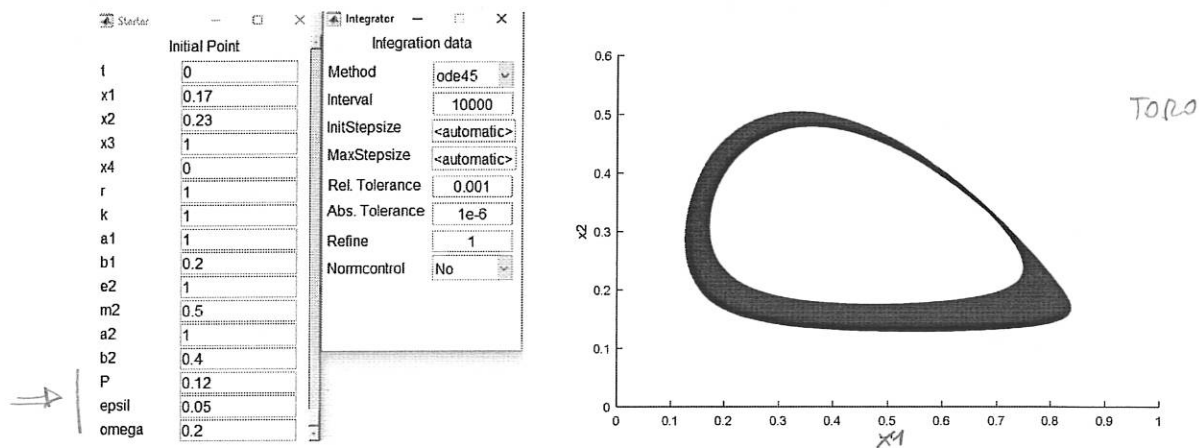 Starter
Initial Point
t 0
x1 0.17
x2 0.23
x3 1
x4 0
r 1
k 1
a1 1
b1 0.2
e2 1
m2 0.5
a2 1
b2 0.4
P 0.12
epsil 0.05
omega 0.2
Integrator
Integration data
Method ode45
Interval 10000
InitStepsize <automatic>
MaxStepsize <automatic>
Rel. Tolerance 0.001
Abs. Tolerance 1e-6
Refine 1
Normcontrol No
0.6
0.5
0.4
0.3
0.2
0.1
0
x2
0 0.1 0.2 0.3 0.4 0.5 0.6 0.7 0.8 0.9 1
x1
TORO